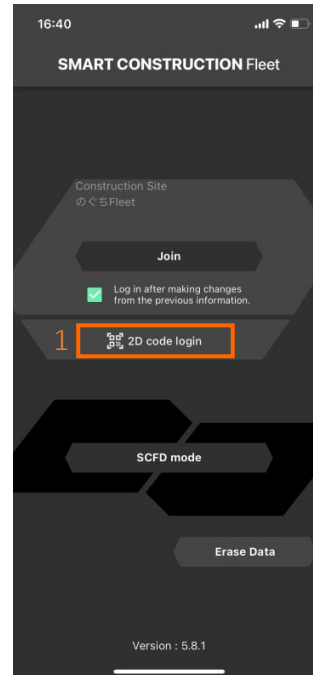 16:40
SMART CONSTRUCTION Fleet
Construction Site
のぐちFleet
Join
Log in after making changes
from the previous information.
1
2D code login
SCFD mode
Erase Data
Version : 5.8.1